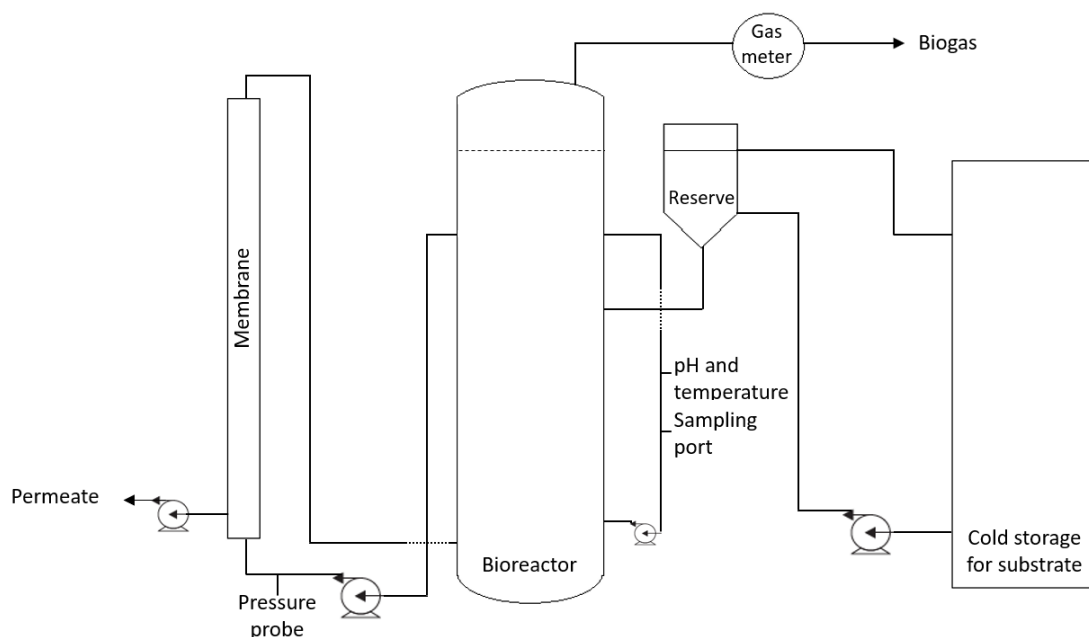 Gas
meter
Biogas
Reserve
Membrane
pH and
temperature
Sampling
port
Permeate
Bioreactor
Cold storage
for substrate
Pressure
probe